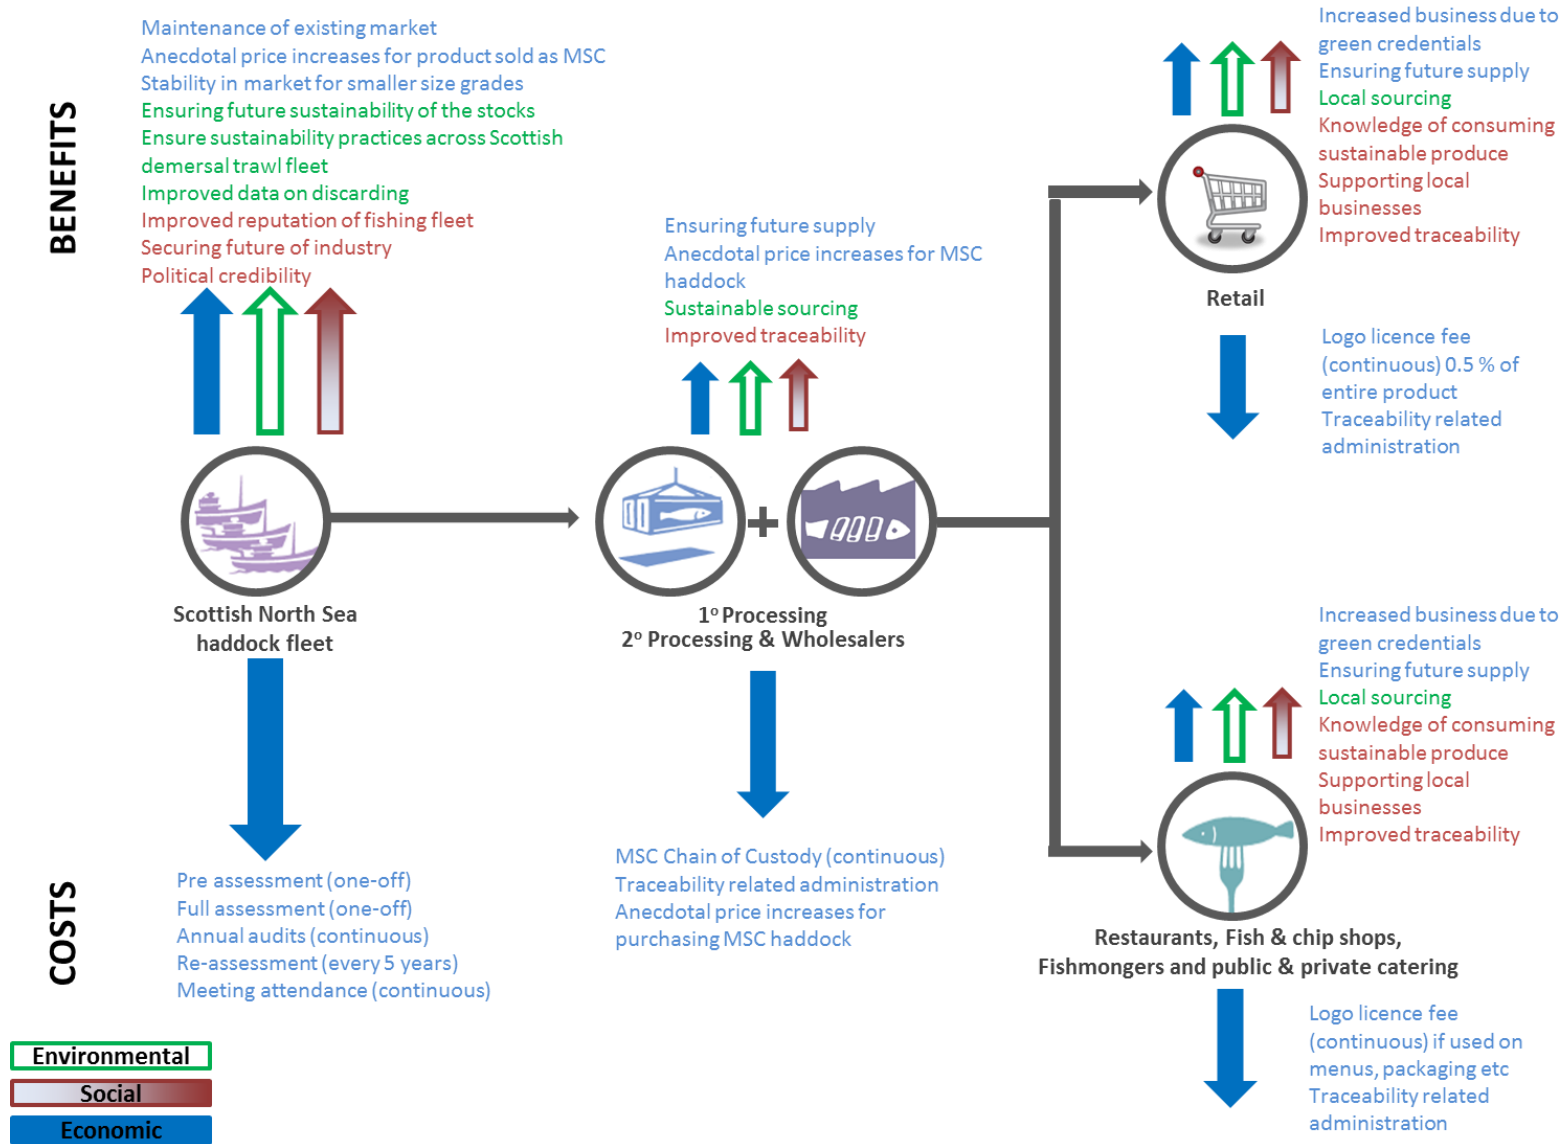 BENEFITS
Maintenance of existing market
Anecdotal price increases for product sold as MSC
Stability in market for smaller size grades
Ensuring future sustainability of the stocks
Ensure sustainability practices across Scottish
demersal trawl fleet
Improved data on discarding
Improved reputation of fishing fleet
Securing future of industry
Political credibility
Scottish North Sea
haddock fleet
COSTS
Pre assessment (one-off)
Full assessment (one-off)
Annual audits (continuous)
Re-assessment (every 5 years)
Meeting attendance (continuous)
Ensuring future supply
Anecdotal price increases for MSC
haddock
Sustainable sourcing
Improved traceability
+
1º Processing
2º Processing & Wholesalers
MSC Chain of Custody (continuous)
Traceability related administration
Anecdotal price increases for
purchasing MSC haddock
Increased business due to
green credentials
Ensuring future supply
Local sourcing
Knowledge of consuming
sustainable produce
Supporting local
businesses
Improved traceability
Retail
Logo licence fee
(continuous) 0.5 % of
entire product
Traceability related
administration
Increased business due to
green credentials
Ensuring future supply
Local sourcing
Knowledge of consuming
sustainable produce
Supporting local
businesses
Improved traceability
Restaurants, Fish & chip shops,
Fishmongers and public & private catering
Logo licence fee
(continuous) if used on
menus, packaging etc
Traceability related
administration
Environmental
Social
Economic